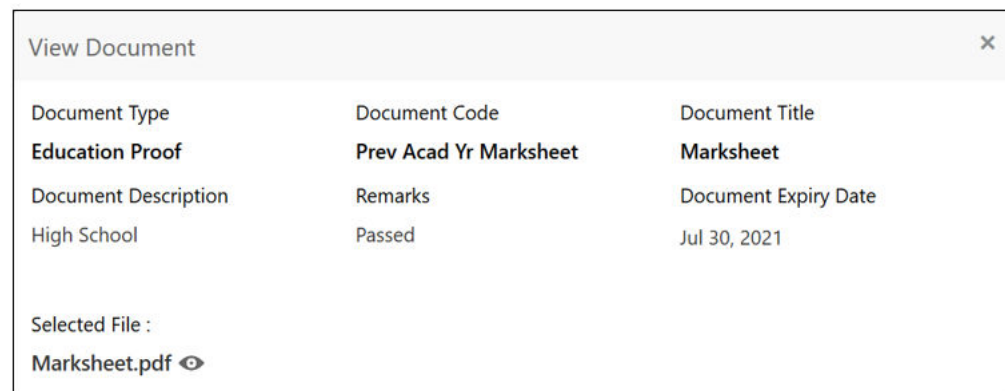 View Document
Document Type Document Code Document Title
Education Proof Prev Acad Yr Marksheet Marksheet
Document Description Remarks Document Expiry Date
High School Passed Jul 30, 2021
Selected File :
Marksheet.pdf